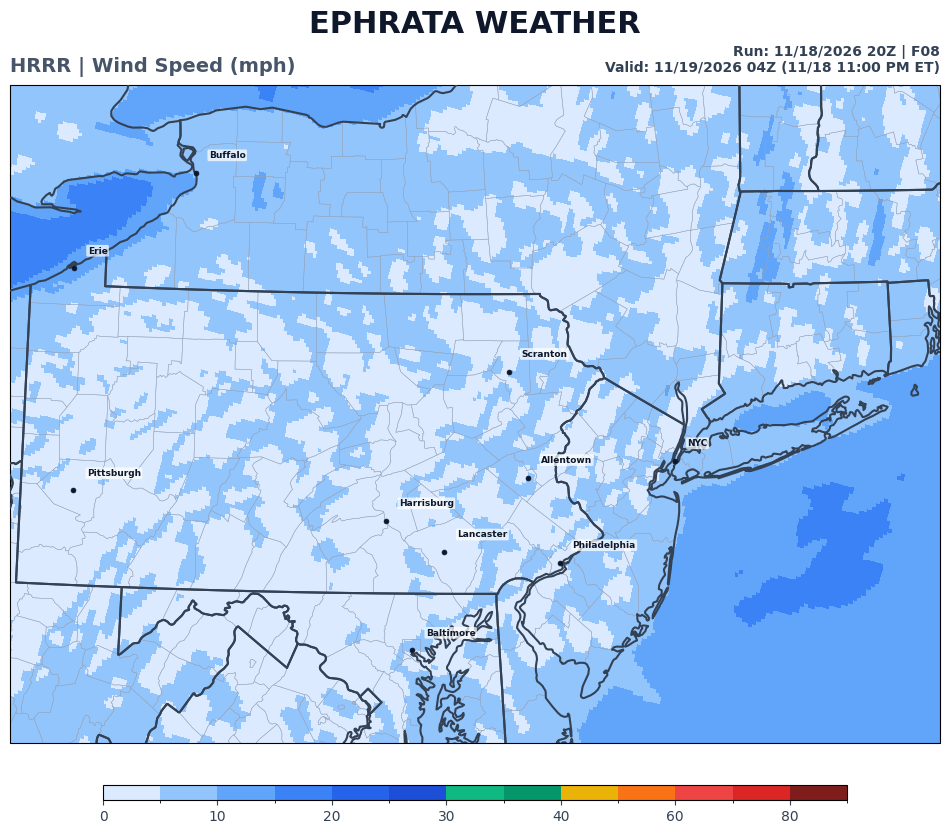 EPHRATA WEATHER
HRRR | Wind Speed (mph)
Run: 11/18/2026 20Z | F08
Valid: 11/19/2026 04Z (11/18 11:00 PM ET)
Buffalo
Erie
Scranton
NYC
Allentown
Pittsburgh
Harrisburg
Lancaster
Philadelphia
Baltimore
0 10 20 30 40 50 60 70 80